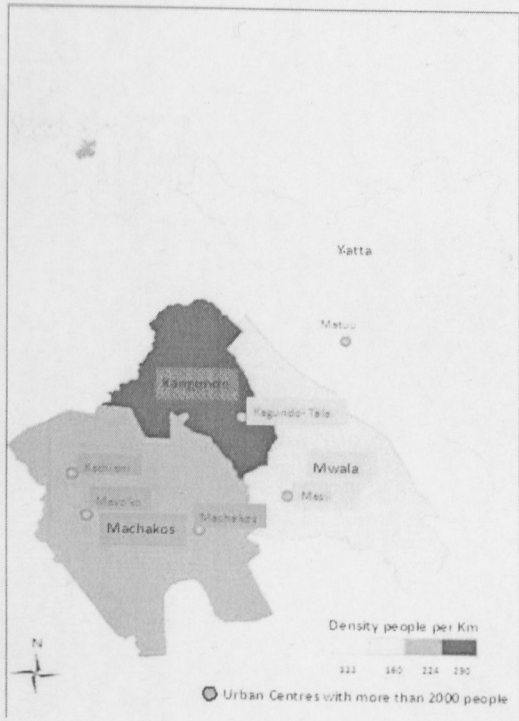 Yatta
Matuu
Kangundo
Kagundo-Tala
Mwala
Masii
Machakos
Machakos
Density people per Km
160 224 290
N
Urban Centres with more than 2000 people